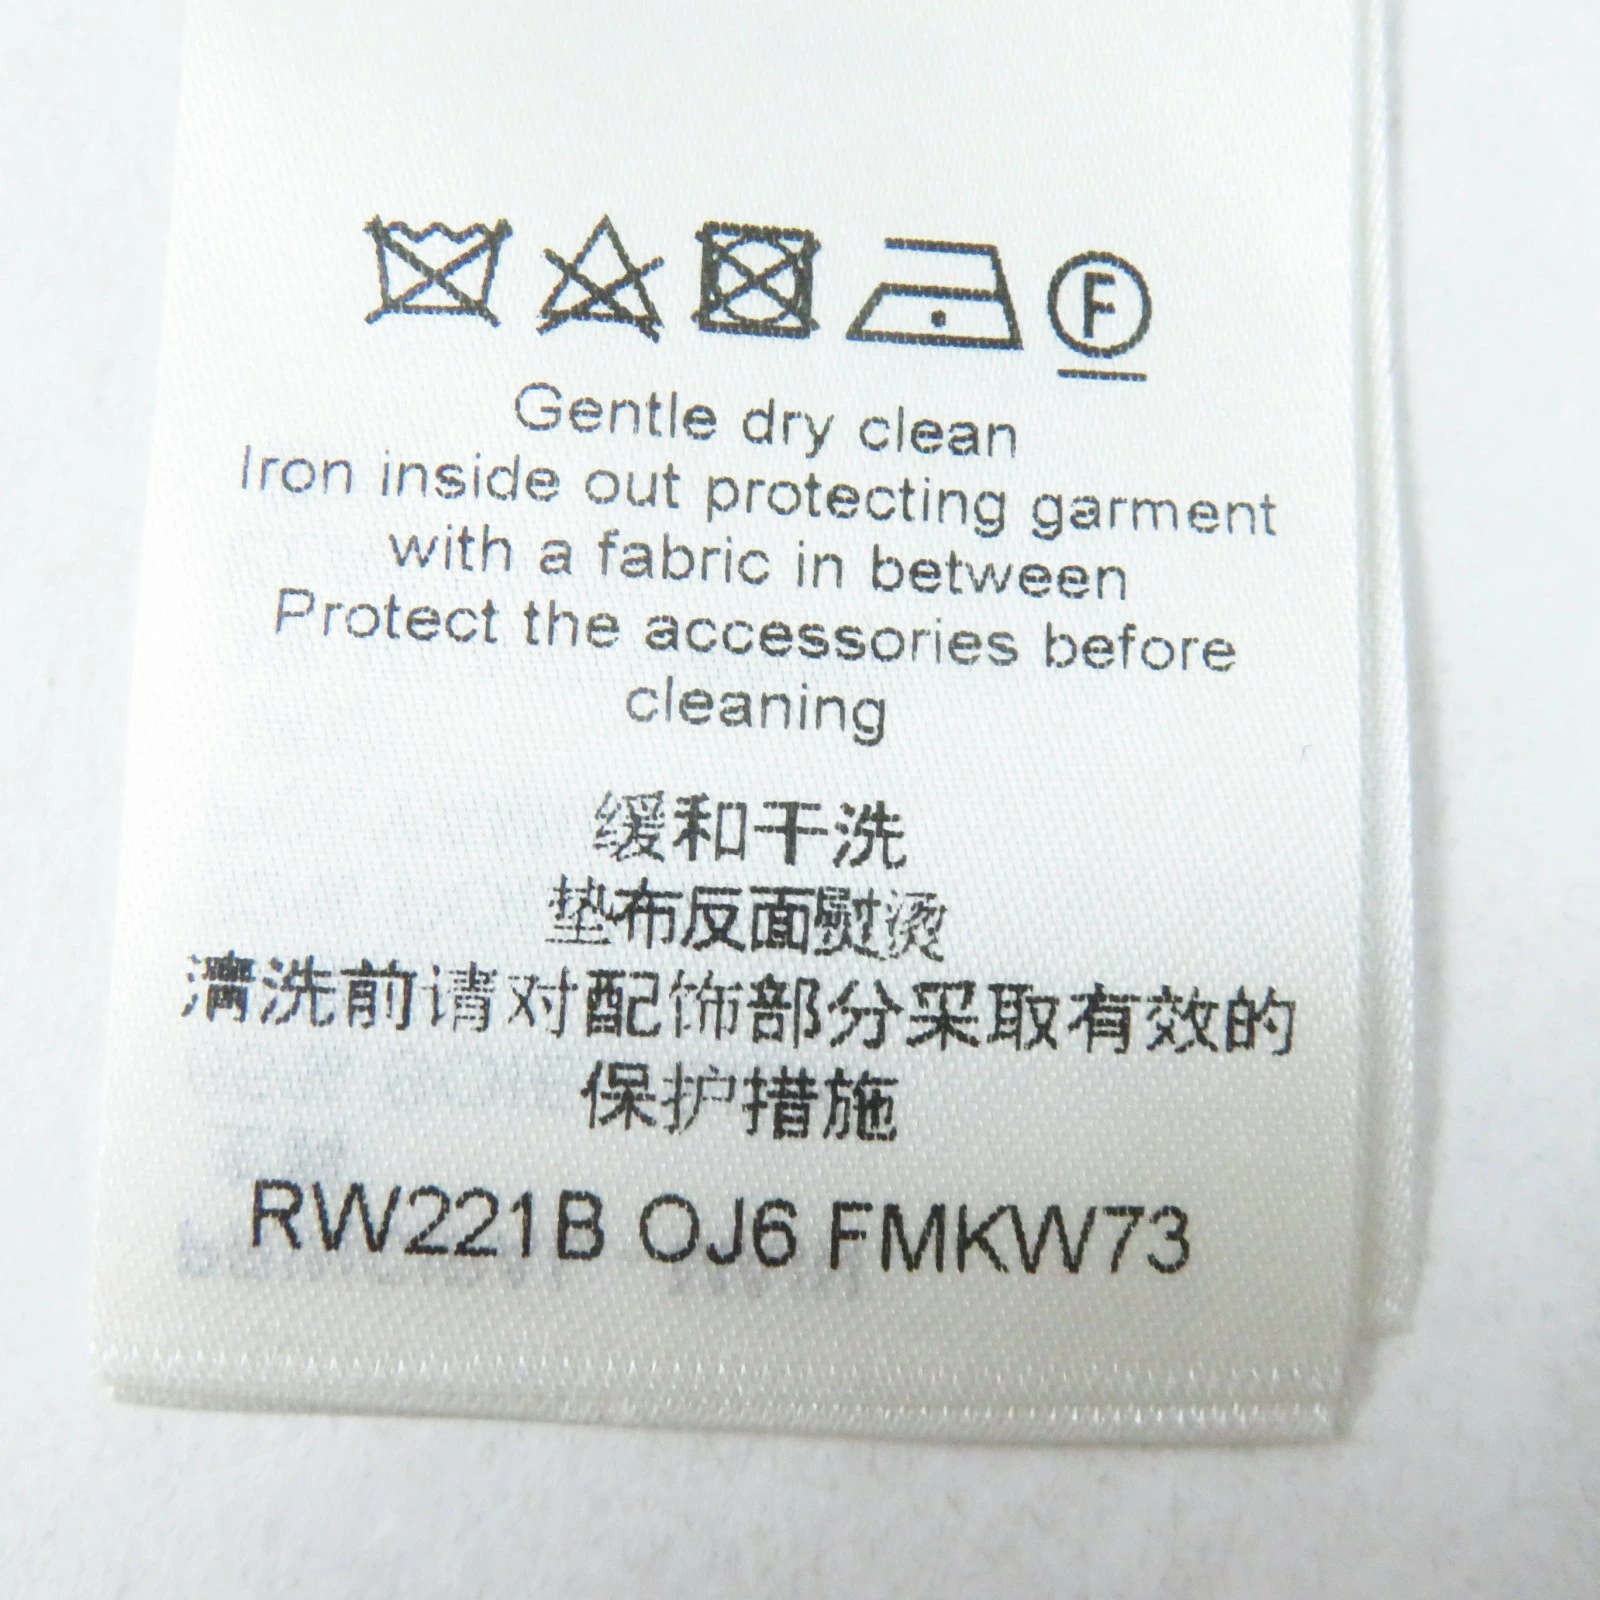 F
Gentle dry clean
Iron inside out protecting garment
with a fabric in between
Protect the accessories before
cleaning
缓和干洗
垫布反面熨烫
清洗前请对配饰部分采取有效的
保护措施
RW221B OJ6 FMKW73